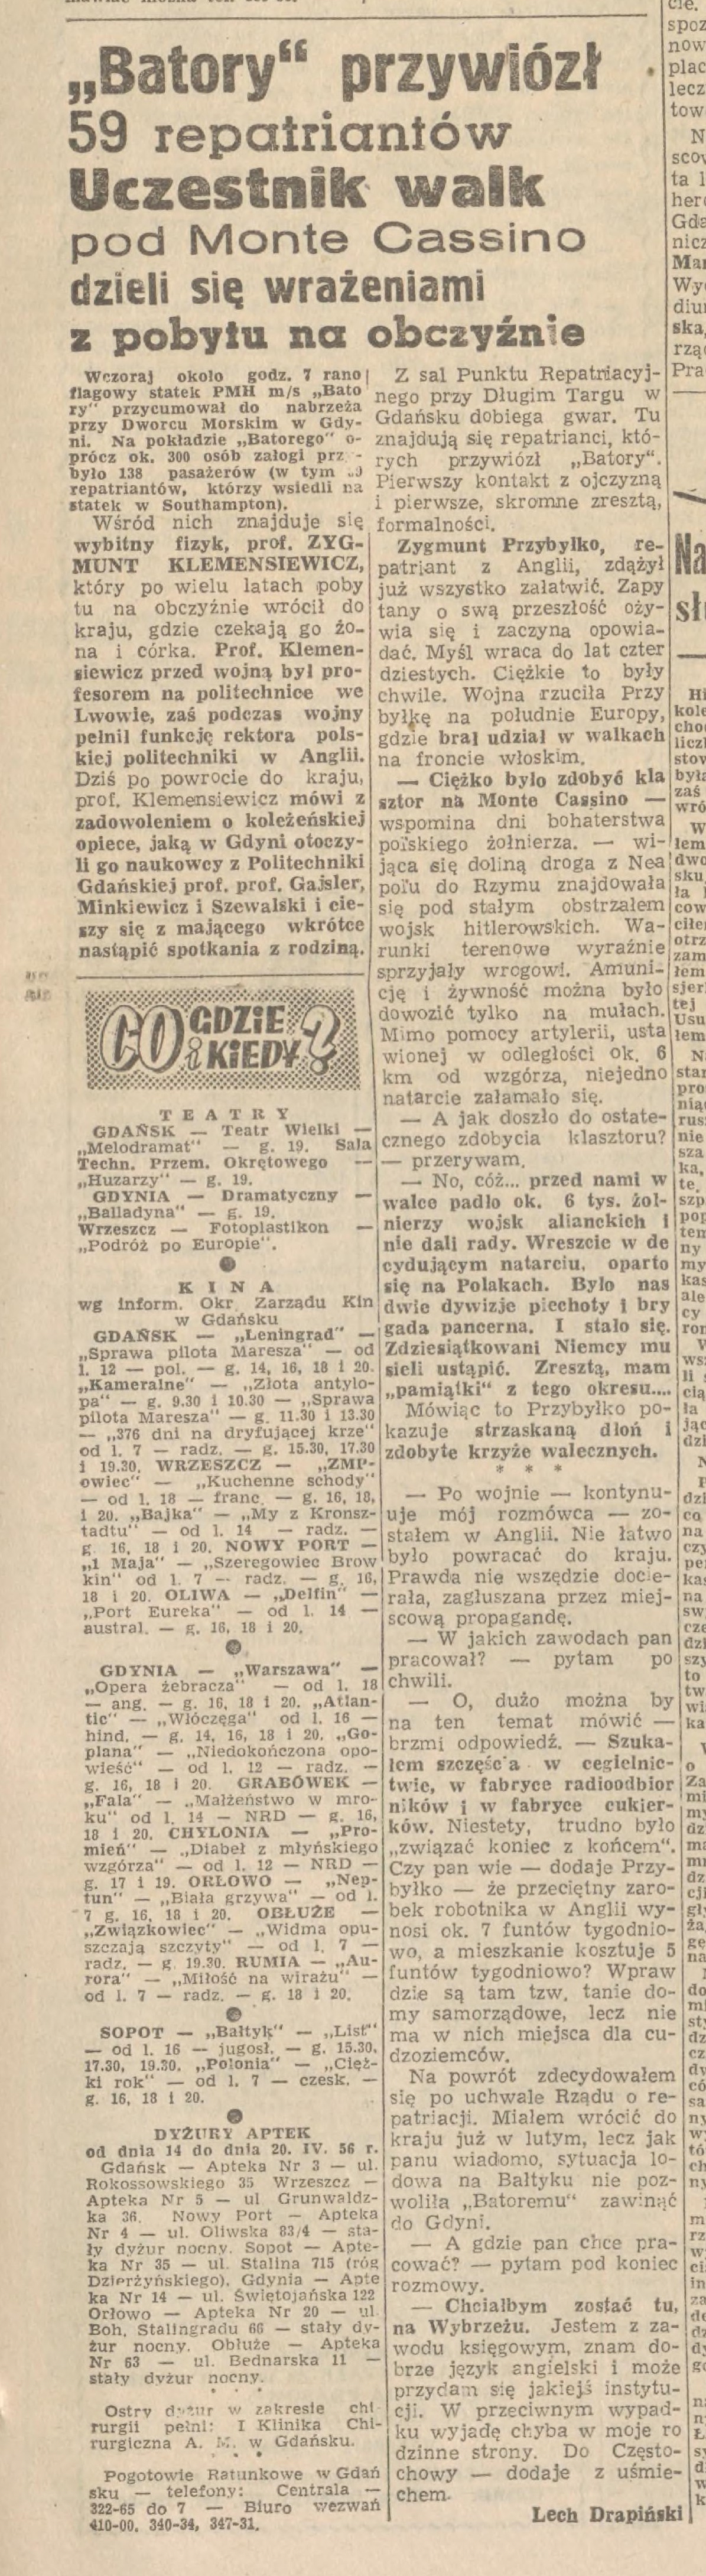 „Batory“ przywiózł
59 repatriantów
Uczestnik walk
pod Monte Cassino
dzieli się wrażeniami
z pobytu na obczyźnie
Wczoraj około godz. 7 rano
flagowy statek PMH m/s „Bato
ry“ przycumował do nabrzeża
przy Dworcu Morskim w Gdy-
ni. Na pokładzie „Batorego“ o-
prócz ok. 300 osób załogi prz-
było 138 pasażerów (w tym
repatriantów, którzy wsiedli na
statek w Southampton).
Wśród nich znajduje się
wybitny fizyk, prof. ZYG-
MUNT KLEMENSIEWICZ,
który po wielu latach poby
tu na obczyźnie wrócił do
kraju, gdzie czekają go żo-
na i córka. Prof. Klemen-
siewicz przed wojną był pro-
fesorem na politechnice we
Lwowie, zaś podczas wojny
pełnił funkcję rektora pols-
kiej politechniki w Anglii.
Dziś po powrocie do kraju,
prof. Klemensiewicz mówi z
zadowoleniem o koleżeńskiej
opiece, jaką w Gdyni otoczy-
li go naukowcy z Politechniki
Gdańskiej prof. prof. Gajsler,
Minkiewicz i Szewalski i cie-
szy się z mającego wkrótce
nastąpić spotkania z rodziną.
CO GDZIE
i KIEDY?
TEATRY
GDAŃSK — Teatr Wielki —
„Melodramat“ — g. 19. Sala
Techn. Przem. Okrętowego —
„Huzarzy“ — g. 19.
GDYNIA — Dramatyczny —
„Balladyna“ — g. 19.
Wrzeszcz — Fotoplastikon —
„Podróż po Europie“.
KINA
wg inform. Okr. Zarządu Kin
w Gdańsku
GDAŃSK — „Leningrad“ —
„Sprawa pilota Maresza“ — od
l. 12 — pol. — g. 14, 16, 18 i 20.
„Kameralne“ — „Złota antylo-
pa“ — g. 9.30 i 10.30 — „Sprawa
pilota Maresza“ — g. 11.30 i 13.30
— „376 dni na dryfującej krze“
od l. 7 — radz. — g. 15.30, 17.30
i 19.30. WRZESZCZ — „ZMP-
owiec“ — „Kuchenne schody“
— od l. 18 — franc. — g. 16, 18,
i 20. „Bajka“ — „My z Kronsz-
tadtu“ — od l. 14 — radz. —
g. 16, 18 i 20. NOWY PORT —
„1 Maja“ — „Szeregowiec Brow
kin“ od l. 7 — radz. — g. 16,
18 i 20. OLIWA — „Delfin“ —
„Port Eureka“ — od l. 14 —
austral. — g. 16, 18 i 20.
GDYNIA — „Warszawa“ —
„Opera żebracza“ — od l. 18
— ang. — g. 16, 18 i 20. „Atlan-
tic“ — „Włóczęga“ od l. 16 —
hind. — g. 14, 16, 18 i 20. „Go-
plana“ — „Niedokończona opo-
wieść“ — od l. 12 — radz. —
g. 16, 18 i 20. GRABÓWEK —
„Fala“ — „Małżeństwo w mro-
ku“ od l. 14 — NRD — g. 16,
18 i 20. CHYLONIA — „Pro-
mień“ — „Diabeł z młyńskiego
wzgórza“ — od l. 12 — NRD —
g. 17 i 19. ORŁOWO — „Nep-
tun“ — „Biała grzywa“ — od l.
7 g. 16, 18 i 20. OBŁUŻE —
„Związkowiec“ — „Widma opu-
szczają szczyty“ — od l. 7 —
radz. — g. 19.30. RUMIA — „Au-
rora“ — „Miłość na wirażu“ —
od l. 7 — radz. — g. 18 i 20.
SOPOT — „Bałtyk“ — „List“
— od l. 16 — jugosł. — g. 15.30,
17.30, 19.30. „Polonia“ — „Cięż-
ki rok“ — od l. 7 — czesk. —
g. 16, 18 i 20.
DYŻURY APTEK
od dnia 14 do dnia 20. IV. 56 r.
Gdańsk — Apteka Nr 3 — ul.
Rokossowskiego 35 Wrzeszcz —
Apteka Nr 5 — ul Grunwaldz-
ka 36. Nowy Port — Apteka
Nr 4 — ul. Oliwska 83/4 — sta-
ły dyżur nocny. Sopot — Apte-
ka Nr 35 — ul. Stalina 715 (róg
Dzierżyńskiego). Gdynia — Apte
ka Nr 14 — ul. Świętojańska 122
Orłowo — Apteka Nr 20 — ul
Boh. Stalingradu 66 — stały dy-
żur nocny. Obłuże — Apteka
Nr 63 — ul. Bednarska 11 —
stały dyżur nocny.
* * *
Ostry dyżur w zakresie chi
rurgii pełni: I Klinika Chi-
rurgiczna A. M. w Gdańsku.
* * *
Pogotowie Ratunkowe w Gdań
sku — telefony: Centrala —
322-65 do 7 — Biuro wezwań
410-00, 340-34, 347-31.
Z sal Punktu Repatriacyj-
nego przy Długim Targu w
Gdańsku dobiega gwar. Tu
znajdują się repatrianci, któ-
rych przywiózł „Batory“.
Pierwszy kontakt z ojczyzną
i pierwsze, skromne zresztą,
formalności.
Zygmunt Przybylko, re-
patriant z Anglii, zdążył
już wszystko załatwić. Zapy
tany o swą przeszłość oży-
wia się i zaczyna opowia-
dać. Myśl wraca do lat czter
dziestych. Ciężkie to były
chwile. Wojna rzuciła Przy
byłkę na południe Europy,
gdzie brał udział w walkach
na froncie włoskim.
— Ciężko było zdobyć kla
sztor na Monte Cassino —
wspomina dni bohaterstwa
polskiego żołnierza. — wi-
jąca się doliną droga z Nea
polu do Rzymu znajdowała
się pod stałym obstrzałem
wojsk hitlerowskich. Wa-
runki terenowe wyraźnie
sprzyjały wrogowi. Amuni-
cję i żywność można było
dowozić tylko na mułach.
Mimo pomocy artylerii, usta
wionej w odległości ok. 6
km od wzgórza, niejedno
natarcie załamało się.
— A jak doszło do ostate-
cznego zdobycia klasztoru?
— przerywam.
— No, cóż... przed nami w
walce padło ok. 6 tys. żoł-
nierzy wojsk alianckich i
nie dali rady. Wreszcie w de
cydującym natarciu, oparto
się na Polakach. Było nas
dwie dywizje piechoty i bry
gada pancerna. I stało się.
Zdziesiątkowani Niemcy mu
sieli ustąpić. Zresztą, mam
„pamiątki“ z tego okresu....
Mówiąc to Przybyłko po-
kazuje strzaskaną dłoń i
zdobyte krzyże walecznych.
* * *
— Po wojnie — kontynu-
uje mój rozmówca — zo-
stałem w Anglii. Nie łatwo
było powracać do kraju.
Prawda nie wszędzie docie-
rała, zagłuszana przez miej-
scową propagandę.
— W jakich zawodach pan
pracował? — pytam po
chwili.
— O, dużo można by
na ten temat mówić —
brzmi odpowiedź. — Szuka-
łem szczęścia w cegielnic-
twie, w fabryce radioodbior
ników i w fabryce cukier-
ków. Niestety, trudno było
„związać koniec z końcem“.
Czy pan wie — dodaje Przy-
byłko — że przeciętny zaro-
bek robotnika w Anglii wy-
nosi ok. 7 funtów tygodnio-
wo, a mieszkanie kosztuje 5
funtów tygodniowo? Wpraw
dzie są tam tzw. tanie do-
my samorządowe, lecz nie
ma w nich miejsca dla cu-
dzoziemców.
Na powrót zdecydowałem
się po uchwale Rządu o re-
patriacji. Miałem wrócić do
kraju już w lutym, lecz jak
panu wiadomo, sytuacja lo-
dowa na Bałtyku nie poz-
woliła „Batoremu“ zawinąć
do Gdyni.
— A gdzie pan chce pra-
cować? — pytam pod koniec
rozmowy.
— Chciałbym zostać tu,
na Wybrzeżu. Jestem z za-
wodu księgowym, znam do-
brze język angielski i może
przydam się jakiejś instytu-
cji. W przeciwnym wypad-
ku wyjadę chyba w moje ro
dzinne strony. Do Często-
chowy — dodaje z uśmie-
chem.
Lech Drapiński